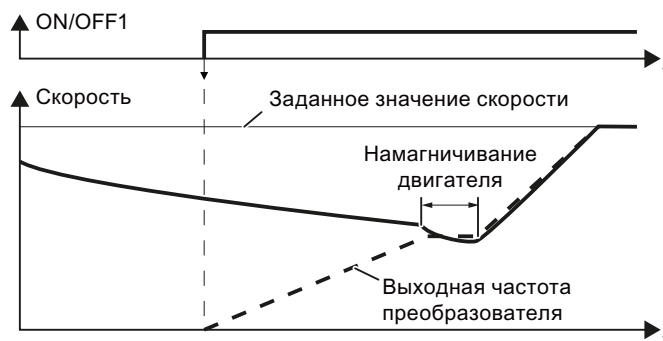 ON/OFF1
Скорость
Заданное значение скорости
Намагничивание
двигателя
Выходная частота
преобразователя